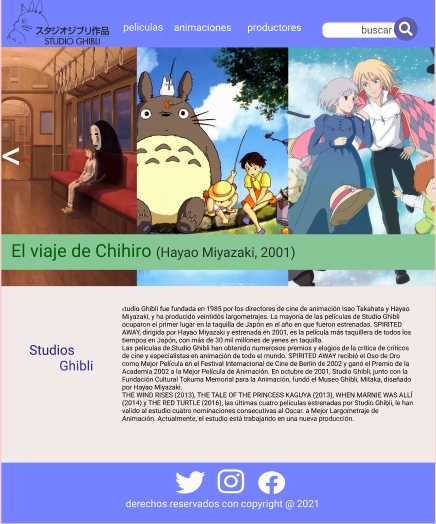 スタジオジブリ作品
STUDIO GHIBLI
peliculas
animaciones
productores
buscar
<
El viaje de Chihiro (Hayao Miyazaki, 2001)
Studios
Ghibli
tudio Ghibli fue fundada en 1985 por los directores de cine de animación Isao Takahata y Hayao
Miyazaki, y ha producido veintidós largometrajes. La mayoría de las películas de Studio Ghibli
ocuparon el primer lugar en la taquilla de Japón en el año en que fueron estrenadas. SPIRITED
AWAY, dirigida por Hayao Miyazaki y estrenada en 2001, es la película más taquillera de todos los
tiempos en Japón, con más de 30 mil millones de yenes en taquilla.
Las películas de Studio Ghibli han obtenido numerosos premios y elogios de la crítica de críticos
de cine y especialistas en animación de todo el mundo. SPIRITED AWAY recibió el Oso de Oro
como Mejor Película en el Festival Internacional de Cine de Berlín de 2002 y ganó el Premio de la
Academia 2002 a la Mejor Película de Animación. En octubre de 2001, Studio Ghibli, junto con la
Fundación Cultural Tokuma Memorial para la Animación, fundó el Museo Ghibli, Mitaka, diseñado
por Hayao Miyazaki.
THE WIND RISES (2013), THE TALE OF THE PRINCESS KAGUYA (2013), WHEN MARNIE WAS ALLÍ
(2014) y THE RED TURTLE (2016), las últimas cuatro películas estrenadas por Studio Ghibli, le han
valido al estudio cuatro nominaciones consecutivas al Oscar. a Mejor Largometraje de
Animación. Actualmente, el estudio está trabajando en una nueva producción.
derechos reservados con copyright @ 2021